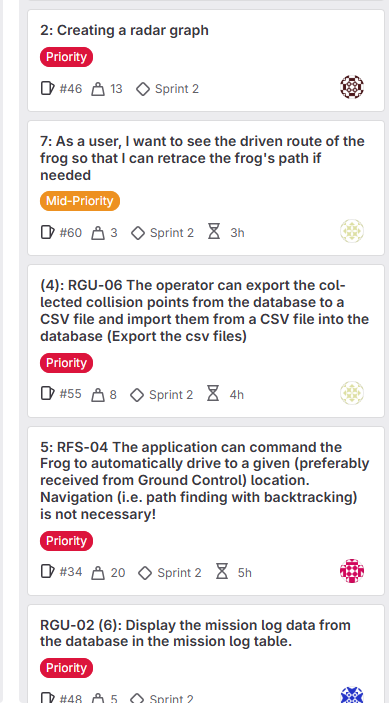 2: Creating a radar graph
Priority
#46 13 Sprint 2
7: As a user, I want to see the driven route of the
frog so that I can retrace the frog's path if
needed
Mid-Priority
#60 3 Sprint 2 3h
(4): RGU-06 The operator can export the col-
lected collision points from the database to a
CSV file and import them from a CSV file into the
database (Export the csv files)
Priority
#55 8 Sprint 2 4h
5: RFS-04 The application can command the
Frog to automatically drive to a given (preferably
received from Ground Control) location.
Navigation (i.e. path finding with backtracking)
is not necessary!
Priority
#34 20 Sprint 2 5h
RGU-02 (6): Display the mission log data from
the database in the mission log table.
Priority
#48 5 Sprint 2